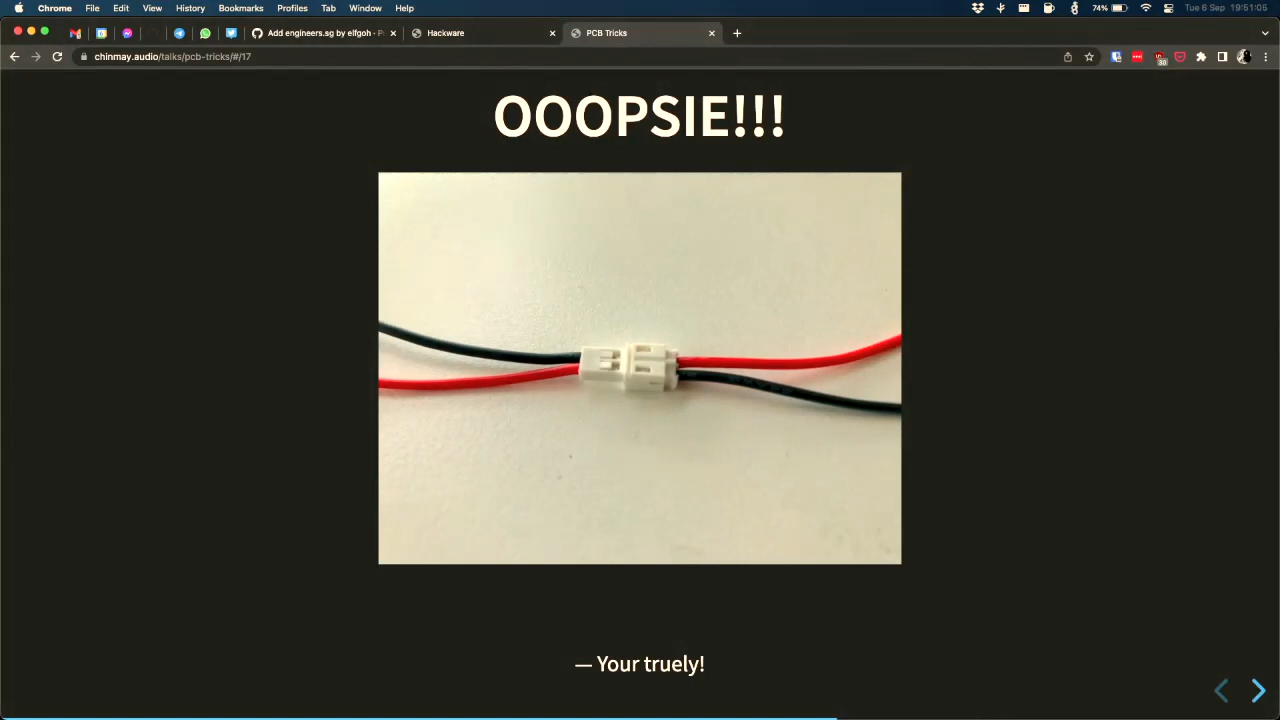 Chrome File Edit View History Bookmarks Profiles Tab Window Help 74% Tue 6 Sep 19:51:05
Add engineers.sg by elfgoh · P Hackware PCB Tricks
chinmay.audio/talks/pcb-tricks/#/17 30
OOOPSIE!!!
— Your truely!